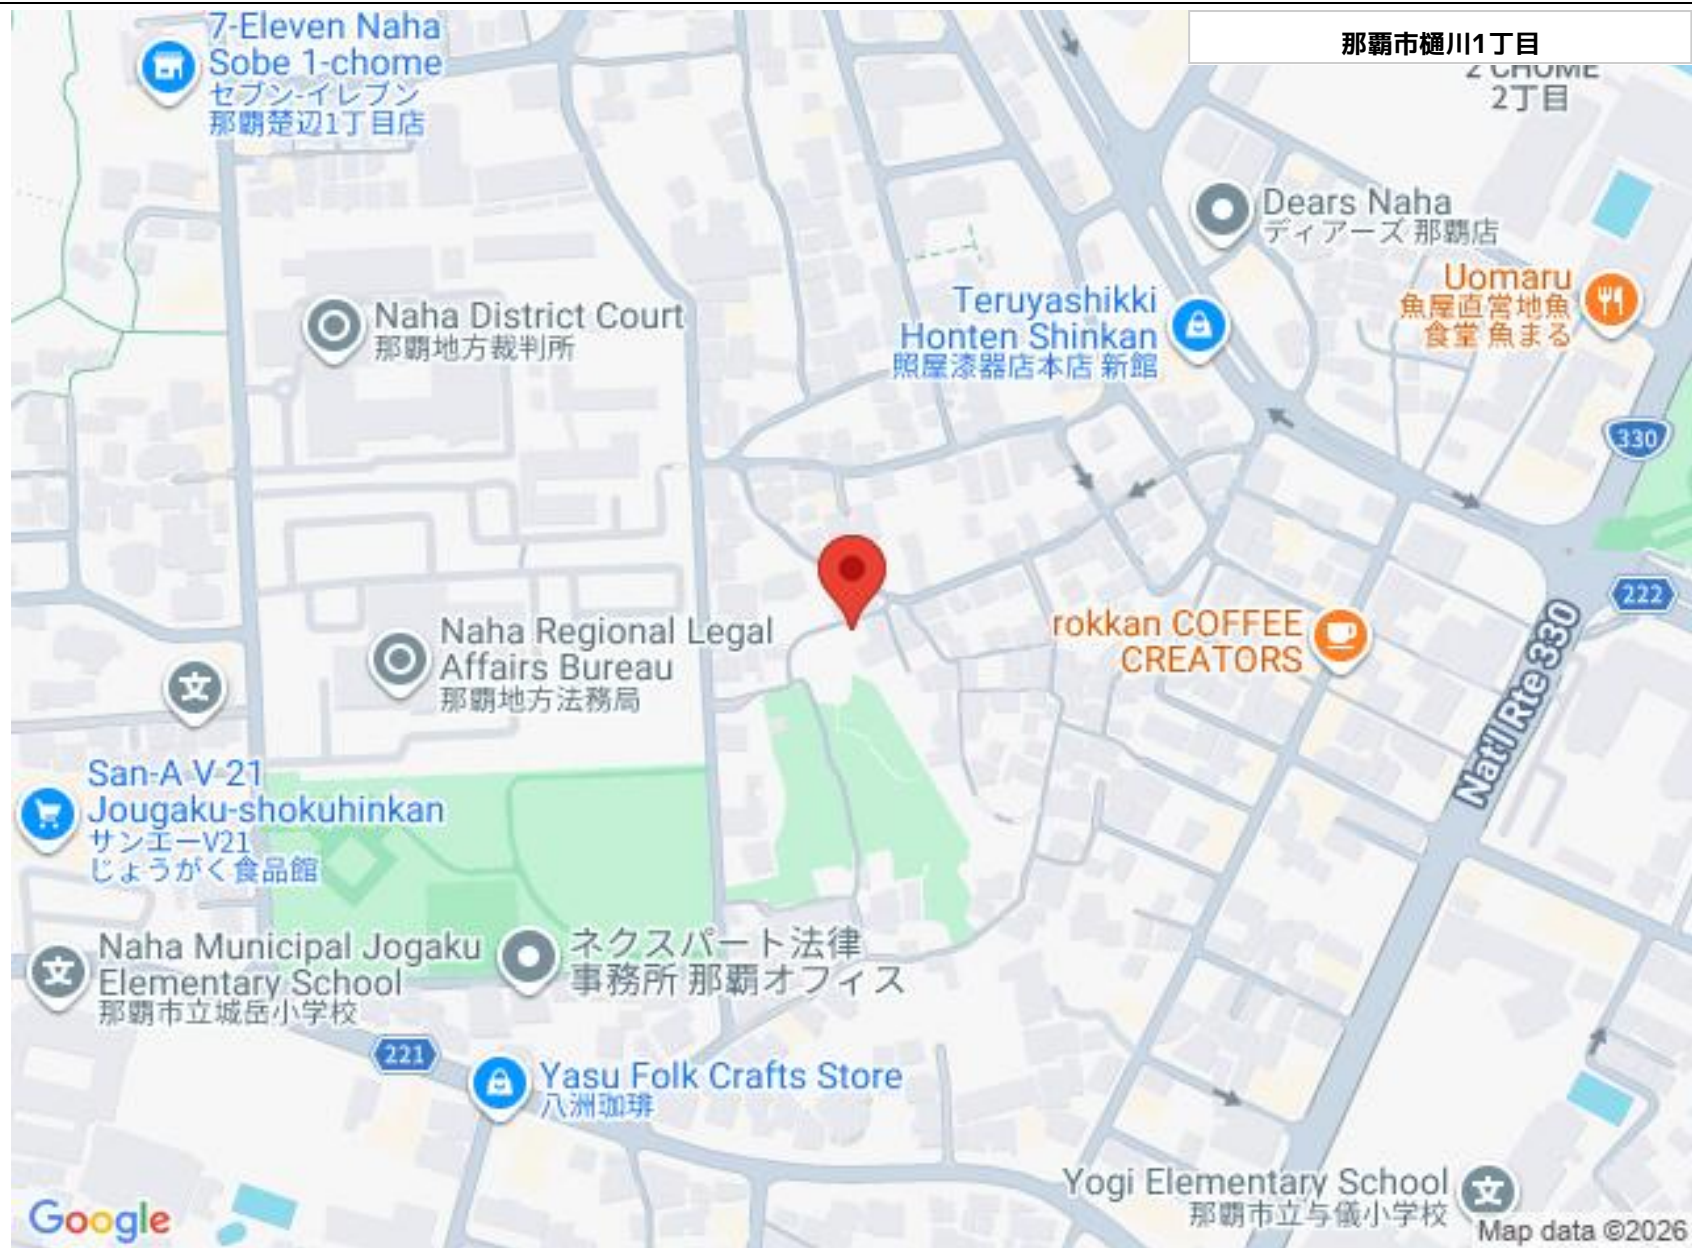 那覇市樋川1丁目
2 CHOME
2丁目
7-Eleven Naha
Sobe 1-chome
セブン-イレブン
那覇楚辺1丁目店
Dears Naha
ディアーズ 那覇店
Uomaru
魚屋直営地魚
食堂 魚まる
Teruyashikki
Honten Shinkan
照屋漆器店本店 新館
Naha District Court
那覇地方裁判所
330
222
rokkan COFFEE
CREATORS
Naha Regional Legal
Affairs Bureau
那覇地方法務局
文
Nat'l Rte 330
San-A V 21
Jougaku-shokuhinkan
サンエーV21
じょうがく食品館
Naha Municipal Jogaku
Elementary School
那覇市立城岳小学校
文
ネクスパート法律
事務所 那覇オフィス
221
Yasu Folk Crafts Store
八洲珈琲
Yogi Elementary School
那覇市立与儀小学校
文
Google
Map data ©2026